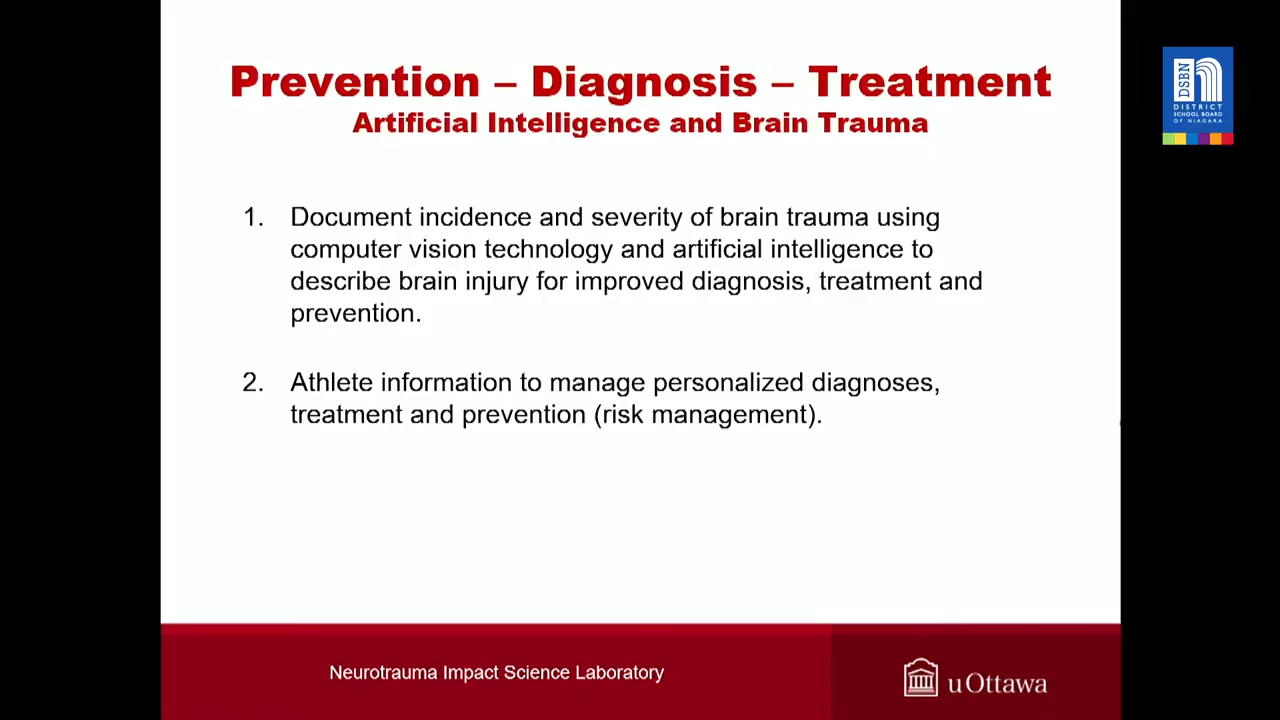 Prevention – Diagnosis – Treatment
Artificial Intelligence and Brain Trauma
DSBN
DISTRICT
SCHOOL BOARD
OF NIAGARA
1. Document incidence and severity of brain trauma using
computer vision technology and artificial intelligence to
describe brain injury for improved diagnosis, treatment and
prevention.
2. Athlete information to manage personalized diagnoses,
treatment and prevention (risk management).
Neurotrauma Impact Science Laboratory
uOttawa